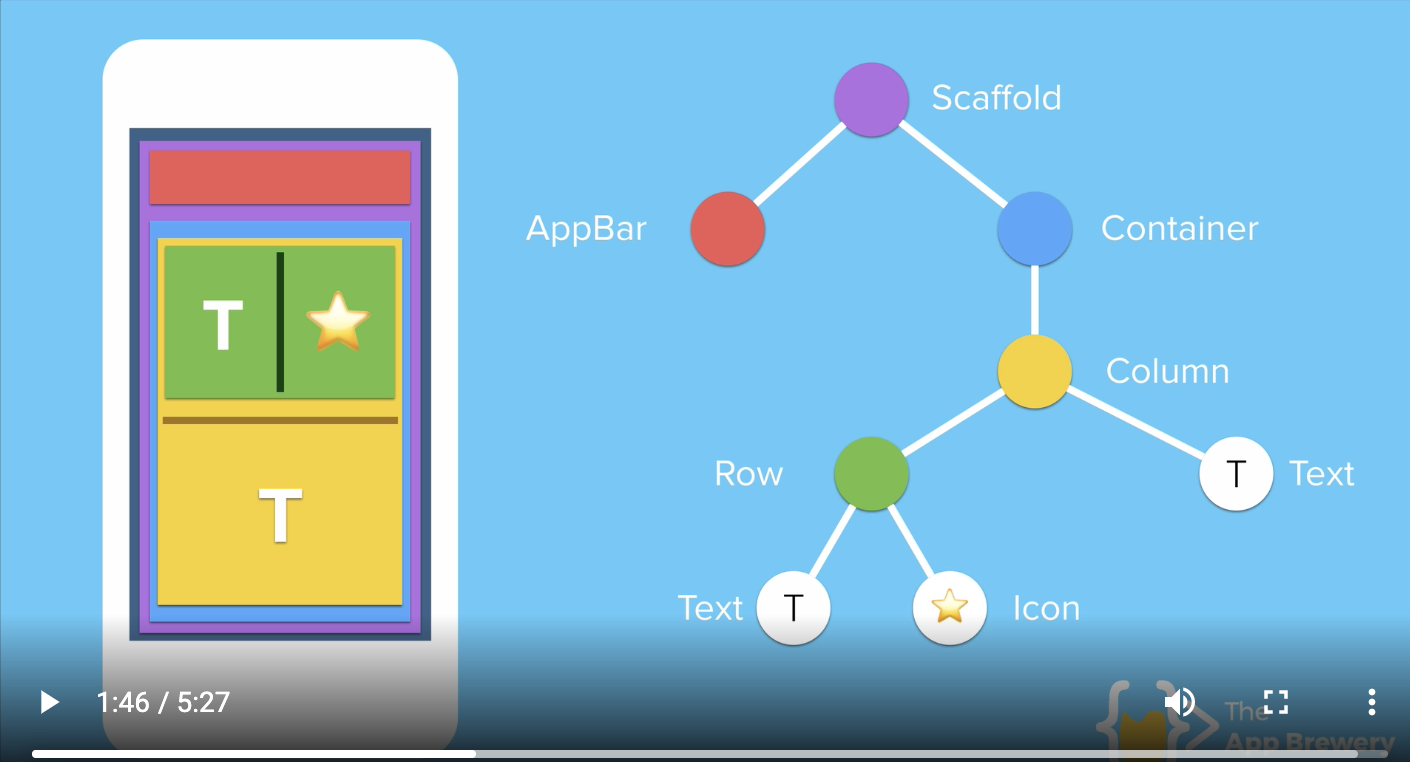 Scaffold
AppBar
Container
T
Column
Row
T
Text
T
Text
T
Icon
1:46 / 5:27
The
App Brewery